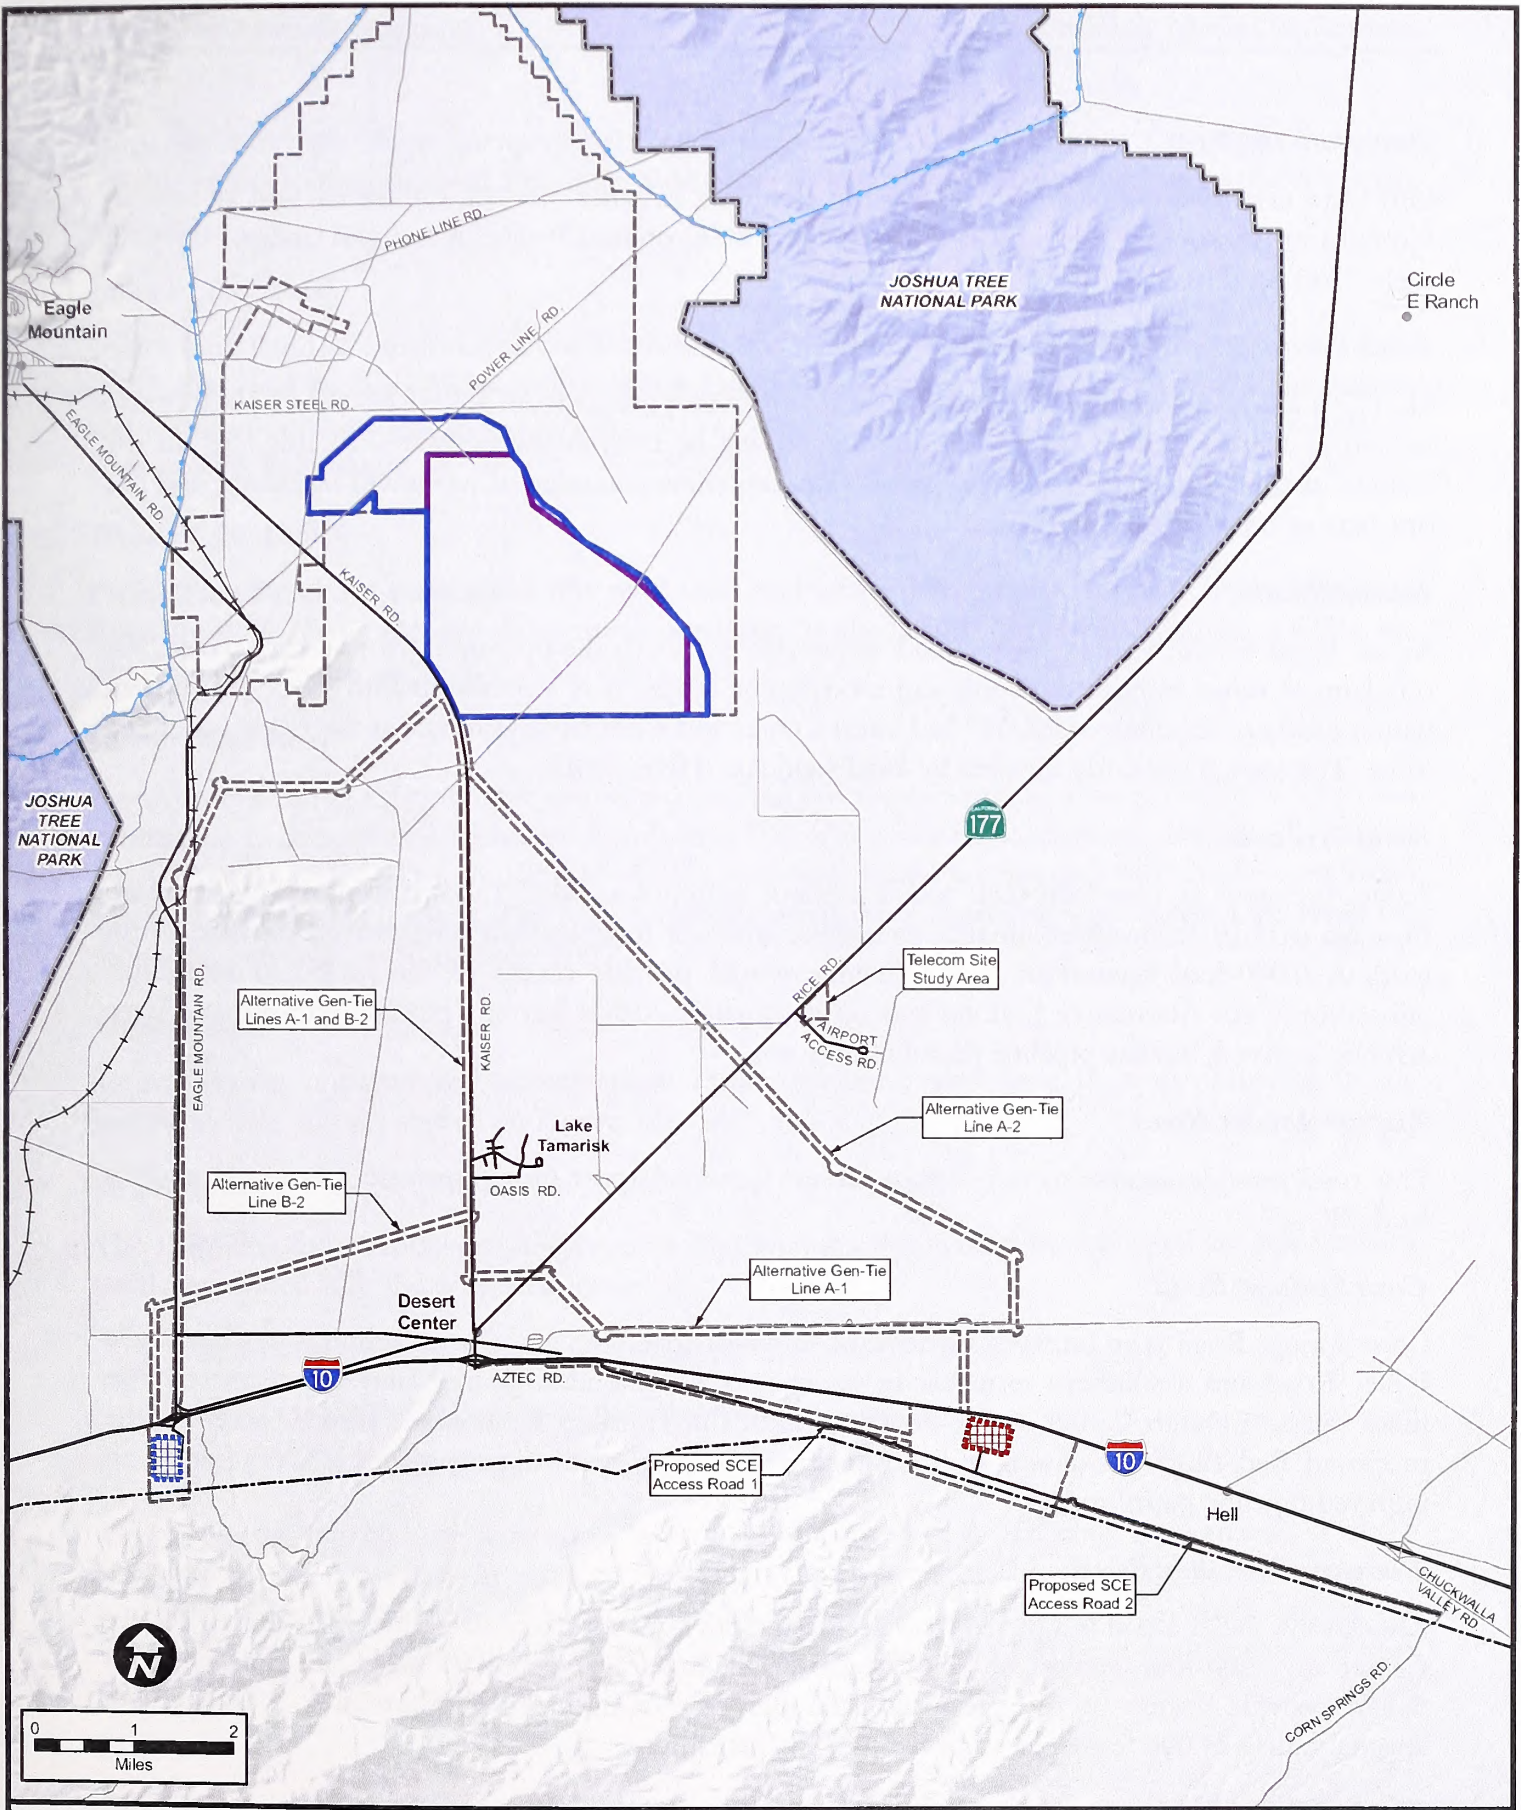 PHONE LINE RD.
JOSHUA TREE
NATIONAL PARK
Circle
E Ranch
Eagle
Mountain
POWER LINE RD.
KAISER STEEL RD.
EAGLE MOUNTAIN RD.
KAISER RD.
JOSHUA
TREE
NATIONAL
PARK
CALIFORNIA
177
Telecom Site
Study Area
RICE RD.
AIRPORT
ACCESS RD.
Alternative Gen-Tie
Lines A-1 and B-2
EAGLE MOUNTAIN RD.
KAISER RD.
Alternative Gen-Tie
Line A-2
Lake
Tamarisk
OASIS RD.
Alternative Gen-Tie
Line B-2
Alternative Gen-Tie
Line A-1
Desert
Center
10
AZTEC RD.
Proposed SCE
Access Road 1
10
Hell
Proposed SCE
Access Road 2
CHUCKWALLA
VALLEY RD.
CORN SPRINGS RD.
N
0 1 2
Miles